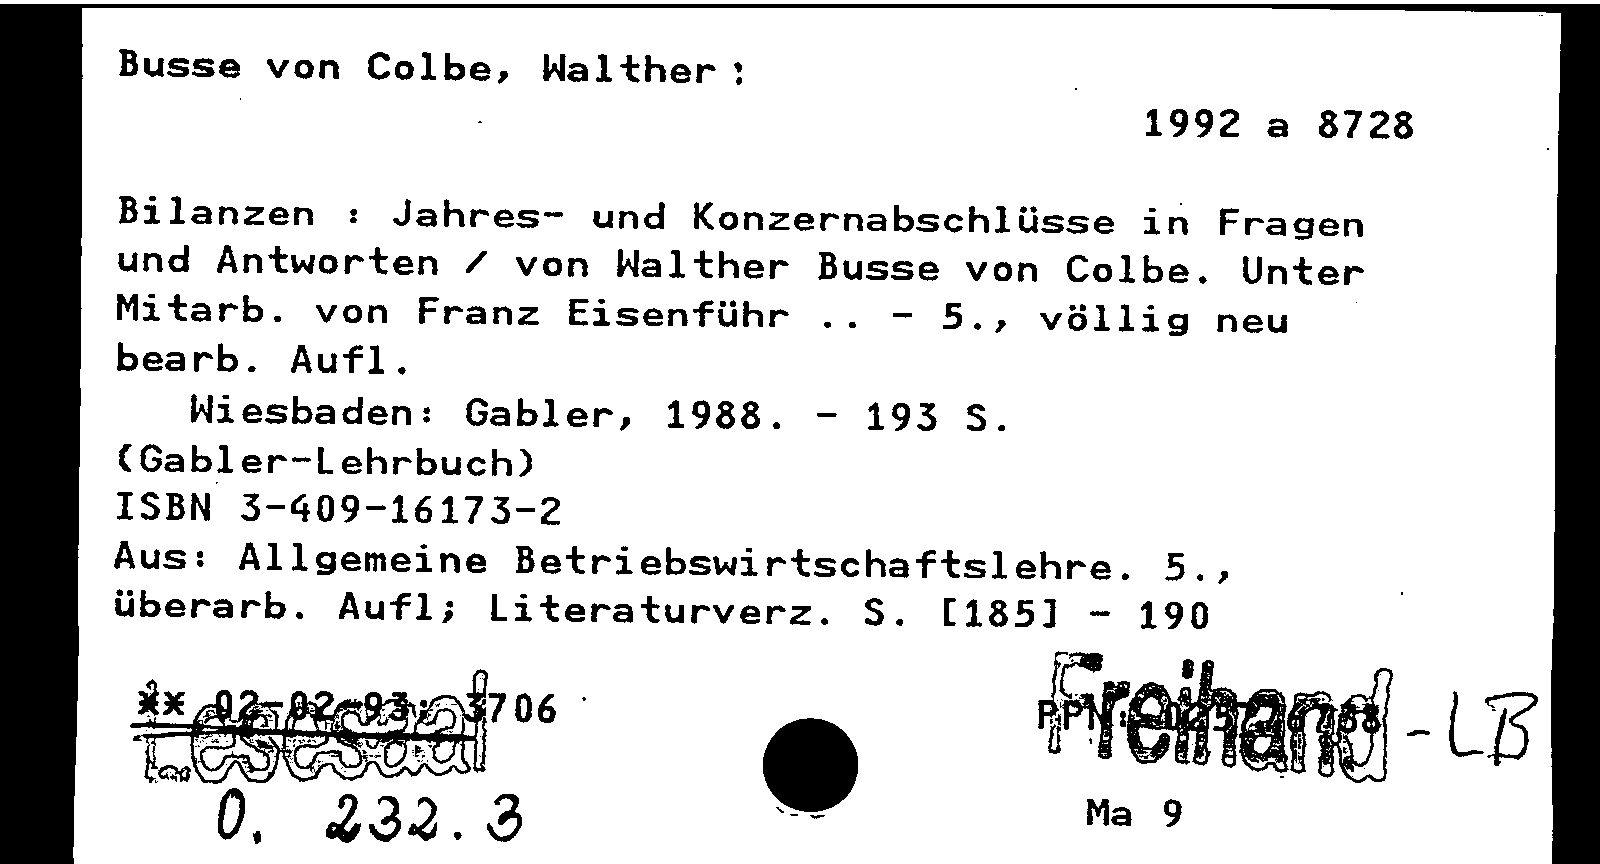 Busse von Colbe, Walther:
1992 a 8728
Bilanzen : Jahres- und Konzernabschlüsse in Fragen
und Antworten / von Walther Busse von Colbe. Unter
Mitarb. von Franz Eisenführ .. - 5., völlig neu
bearb. Aufl.
Wiesbaden: Gabler, 1988. - 193 S.
(Gabler-Lehrbuch)
ISBN 3-409-16173-2
Aus: Allgemeine Betriebswirtschaftslehre. 5.,
überarb. Aufl; Literaturverz. S. [185] - 190
** 02-02-93: 3706
PPN:
Lesesaal
Freihand - LB
0. 232.3
Ma 9